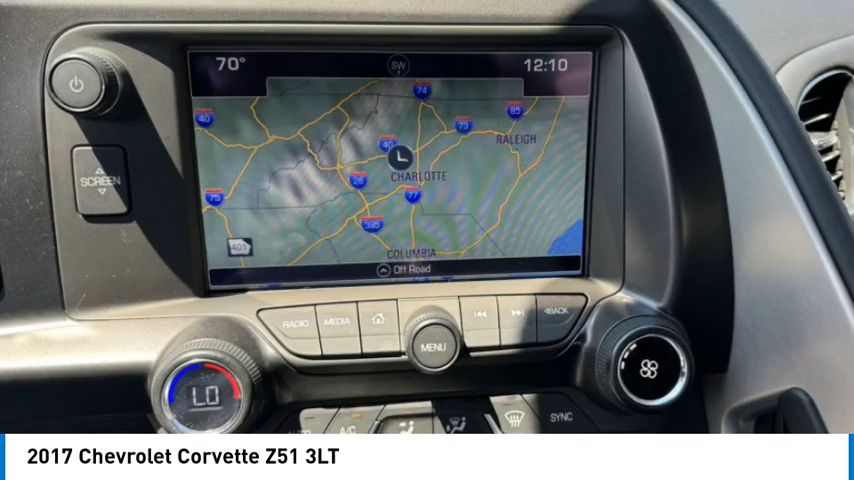 70°
SW
12:10
74
40
73
85
RALEIGH
40
CHARLOTTE
26
75
77
385
COLUMBIA
Off Road
SCREEN
RADIO
MEDIA
BACK
MENU
LO
A/C
SYNC
2017 Chevrolet Corvette Z51 3LT